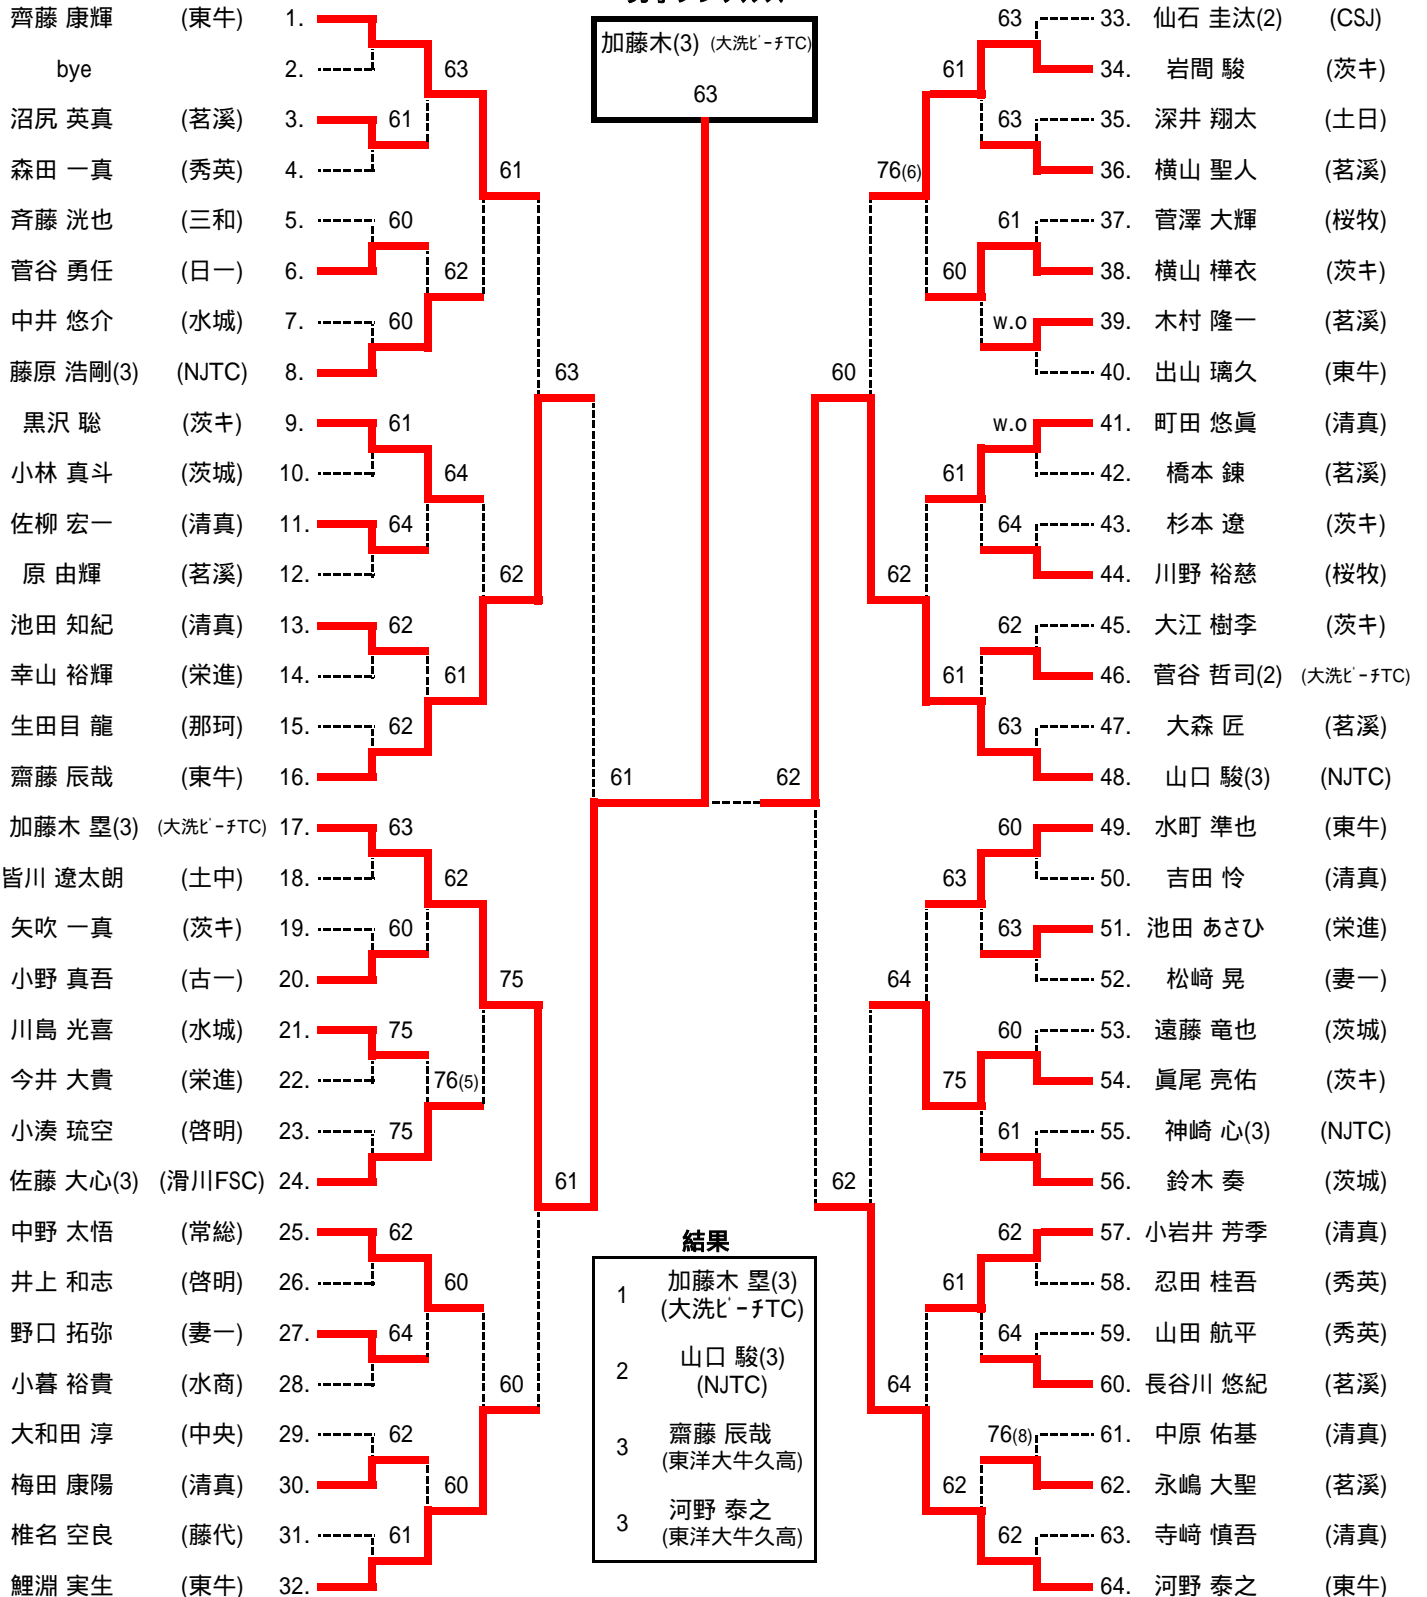 加藤木(3) (大洗ﾋﾟｰﾁTC)
63
齊藤 康輝 (東牛) 1.
bye 2.
63
沼尻 英真 (茗溪) 3.
61
森田 一真 (秀英) 4.
61
斉藤 洸也 (三和) 5.
60
菅谷 勇任 (日一) 6.
62
中井 悠介 (水城) 7.
60
藤原 浩剛(3) (NJTC) 8.
63
黒沢 聡 (茨キ) 9.
61
小林 真斗 (茨城) 10.
64
佐柳 宏一 (清真) 11.
64
原 由輝 (茗溪) 12.
62
池田 知紀 (清真) 13.
62
幸山 裕輝 (栄進) 14.
61
生田目 龍 (那珂) 15.
62
齋藤 辰哉 (東牛) 16.
61
加藤木 塁(3) (大洗ﾋﾟｰﾁTC) 17.
63
皆川 遼太朗 (土中) 18.
62
矢吹 一真 (茨キ) 19.
60
小野 真吾 (古一) 20.
75
川島 光喜 (水城) 21.
75
今井 大貴 (栄進) 22.
76(5)
小湊 琉空 (啓明) 23.
75
佐藤 大心(3) (滑川FSC) 24.
61
中野 太悟 (常総) 25.
62
井上 和志 (啓明) 26.
60
野口 拓弥 (妻一) 27.
64
小暮 裕貴 (水商) 28.
60
大和田 淳 (中央) 29.
62
梅田 康陽 (清真) 30.
60
椎名 空良 (藤代) 31.
61
鯉淵 実生 (東牛) 32.
63
33. 仙石 圭汰(2) (CSJ)
61
34. 岩間 駿 (茨キ)
63
35. 深井 翔太 (土日)
76(6)
36. 横山 聖人 (茗溪)
61
37. 菅澤 大輝 (桜牧)
60
38. 横山 樺衣 (茨キ)
w.o
39. 木村 隆一 (茗溪)
60
40. 出山 璃久 (東牛)
w.o
41. 町田 悠眞 (清真)
61
42. 橋本 錬 (茗溪)
64
43. 杉本 遼 (茨キ)
62
44. 川野 裕慈 (桜牧)
62
45. 大江 樹李 (茨キ)
61
46. 菅谷 哲司(2) (大洗ﾋﾟｰﾁTC)
63
47. 大森 匠 (茗溪)
62
48. 山口 駿(3) (NJTC)
60
49. 水町 準也 (東牛)
63
50. 吉田 怜 (清真)
63
51. 池田 あさひ (栄進)
64
52. 松﨑 晃 (妻一)
60
53. 遠藤 竜也 (茨城)
75
54. 眞尾 亮佑 (茨キ)
61
55. 神崎 心(3) (NJTC)
62
56. 鈴木 奏 (茨城)
62
57. 小岩井 芳季 (清真)
61
58. 忍田 桂吾 (秀英)
64
59. 山田 航平 (秀英)
64
60. 長谷川 悠紀 (茗溪)
76(8)
61. 中原 佑基 (清真)
62
62. 永嶋 大聖 (茗溪)
62
63. 寺﨑 慎吾 (清真)
64. 河野 泰之 (東牛)
結果
1 加藤木 塁(3)
(大洗ﾋﾟｰﾁTC)
2 山口 駿(3)
(NJTC)
3 齋藤 辰哉
(東洋大牛久高)
3 河野 泰之
(東洋大牛久高)